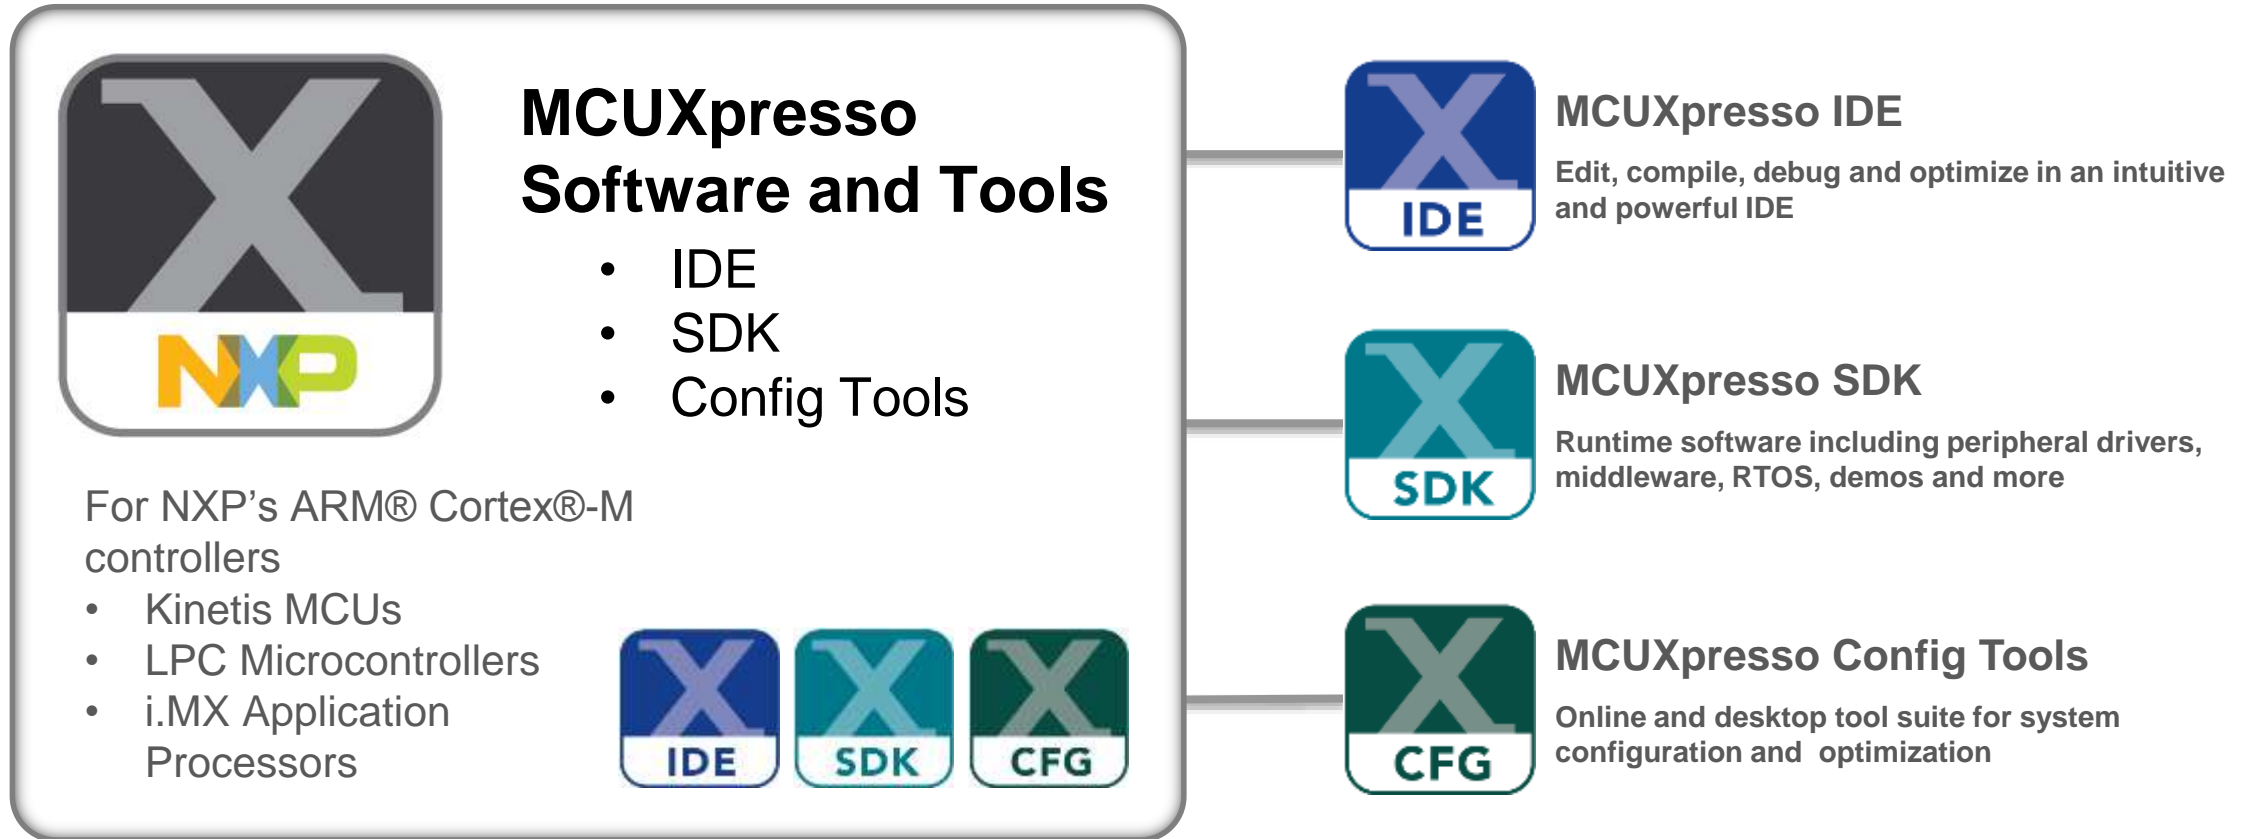 X
NXP
MCUXpresso
Software and Tools
• IDE
• SDK
• Config Tools
For NXP’s ARM® Cortex®-M
controllers
• Kinetis MCUs
• LPC Microcontrollers
• i.MX Application
Processors
X
IDE
X
SDK
X
CFG
X
IDE
MCUXpresso IDE
Edit, compile, debug and optimize in an intuitive
and powerful IDE
X
SDK
MCUXpresso SDK
Runtime software including peripheral drivers,
middleware, RTOS, demos and more
X
CFG
MCUXpresso Config Tools
Online and desktop tool suite for system
configuration and  optimization